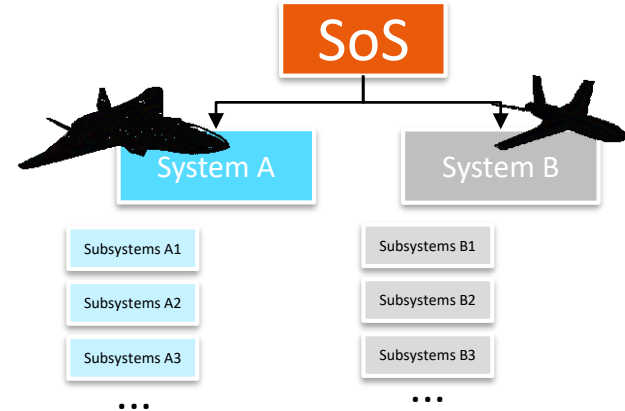 SoS
System A
System B
Subsystems A1
Subsystems B1
Subsystems A2
Subsystems B2
Subsystems A3
Subsystems B3
...
...